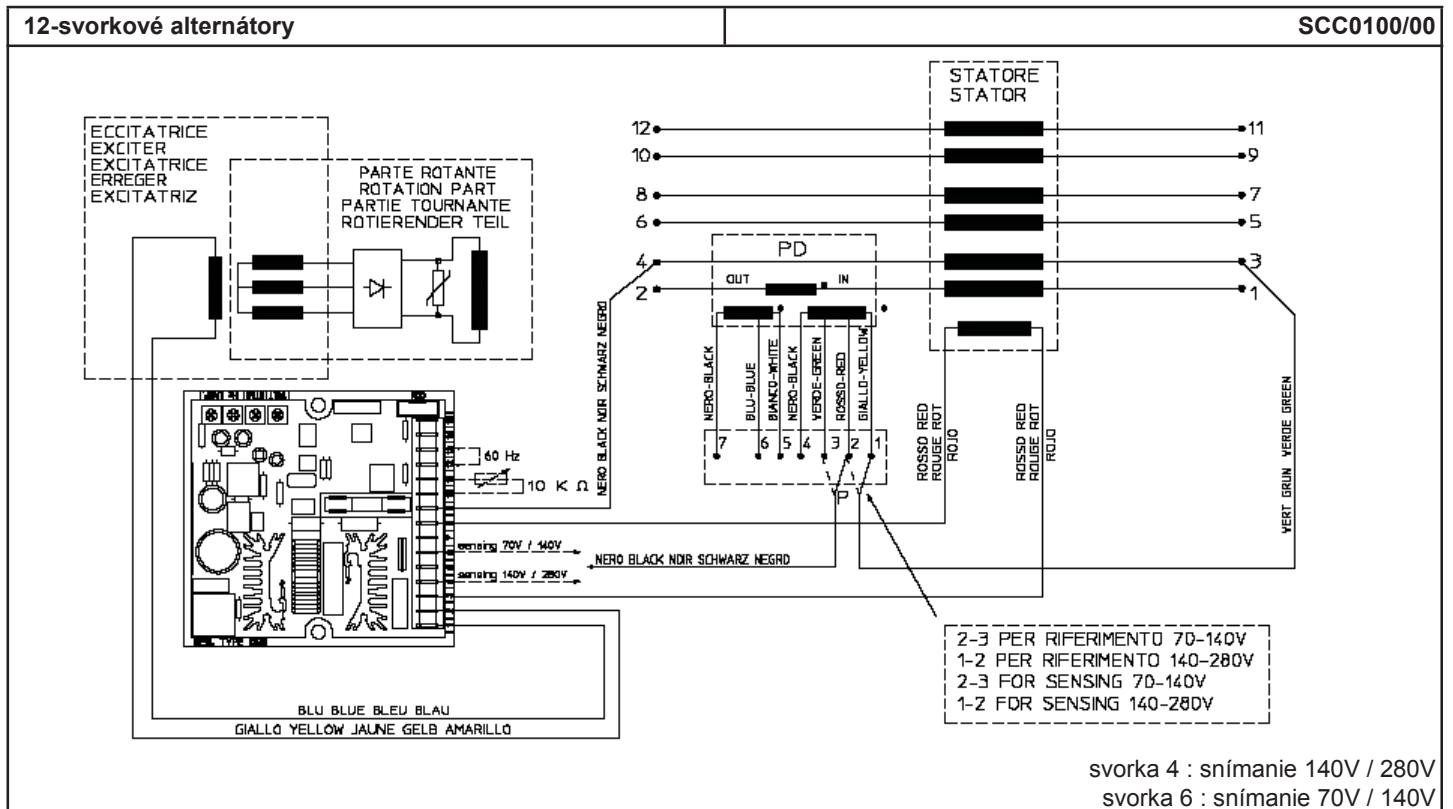 12-svorkové alternátory
SCC0100/00
STATORE
STATOR
ECCITATRICE
EXCITER
EXCITATRICE
ERREGER
EXCITATRIZ
PARTE ROTANTE
ROTATION PART
PARTIE TOURNANTE
ROTIERENDER TEIL
12
11
10
9
8
7
6
5
4
3
2
1
PD
OUT
IN
NERO BLACK NOIR SCHWARZ NEGRO
NERO-BLACK
BLU-BLUE
BIANCO-WHITE
NERO-BLACK
VERDE-GREEN
ROSSO-RED
GIALLO-YELLOW
7 6 5 4 3 2 1
P
ROSSO RED
ROUGE ROT
ROJO
ROSSO RED
ROUGE ROT
ROJO
VERT GRUN VERDE GREEN
60 Hz
10 K Ω
sensing 70V / 140V
NERO BLACK NOIR SCHWARZ NEGRO
sensing 140V / 280V
2-3 PER RIFERIMENTO 70-140V
1-2 PER RIFERIMENTO 140-280V
2-3 FOR SENSING 70-140V
1-2 FOR SENSING 140-280V
BLU BLUE BLEU BLAU
GIALLO YELLOW JAUNE GELB AMARILLO
svorka 4 : snímanie 140V / 280V
svorka 6 : snímanie 70V / 140V